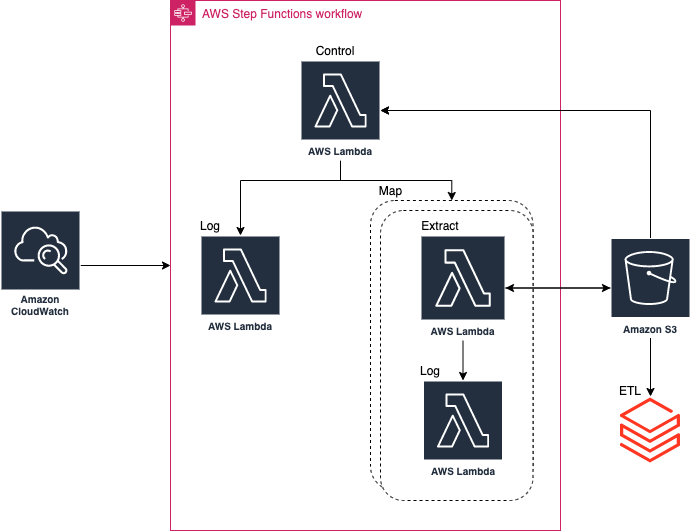 AWS Step Functions workflow
Control
AWS Lambda
Map
Log
AWS Lambda
Extract
AWS Lambda
Log
AWS Lambda
Amazon
CloudWatch
Amazon S3
ETL